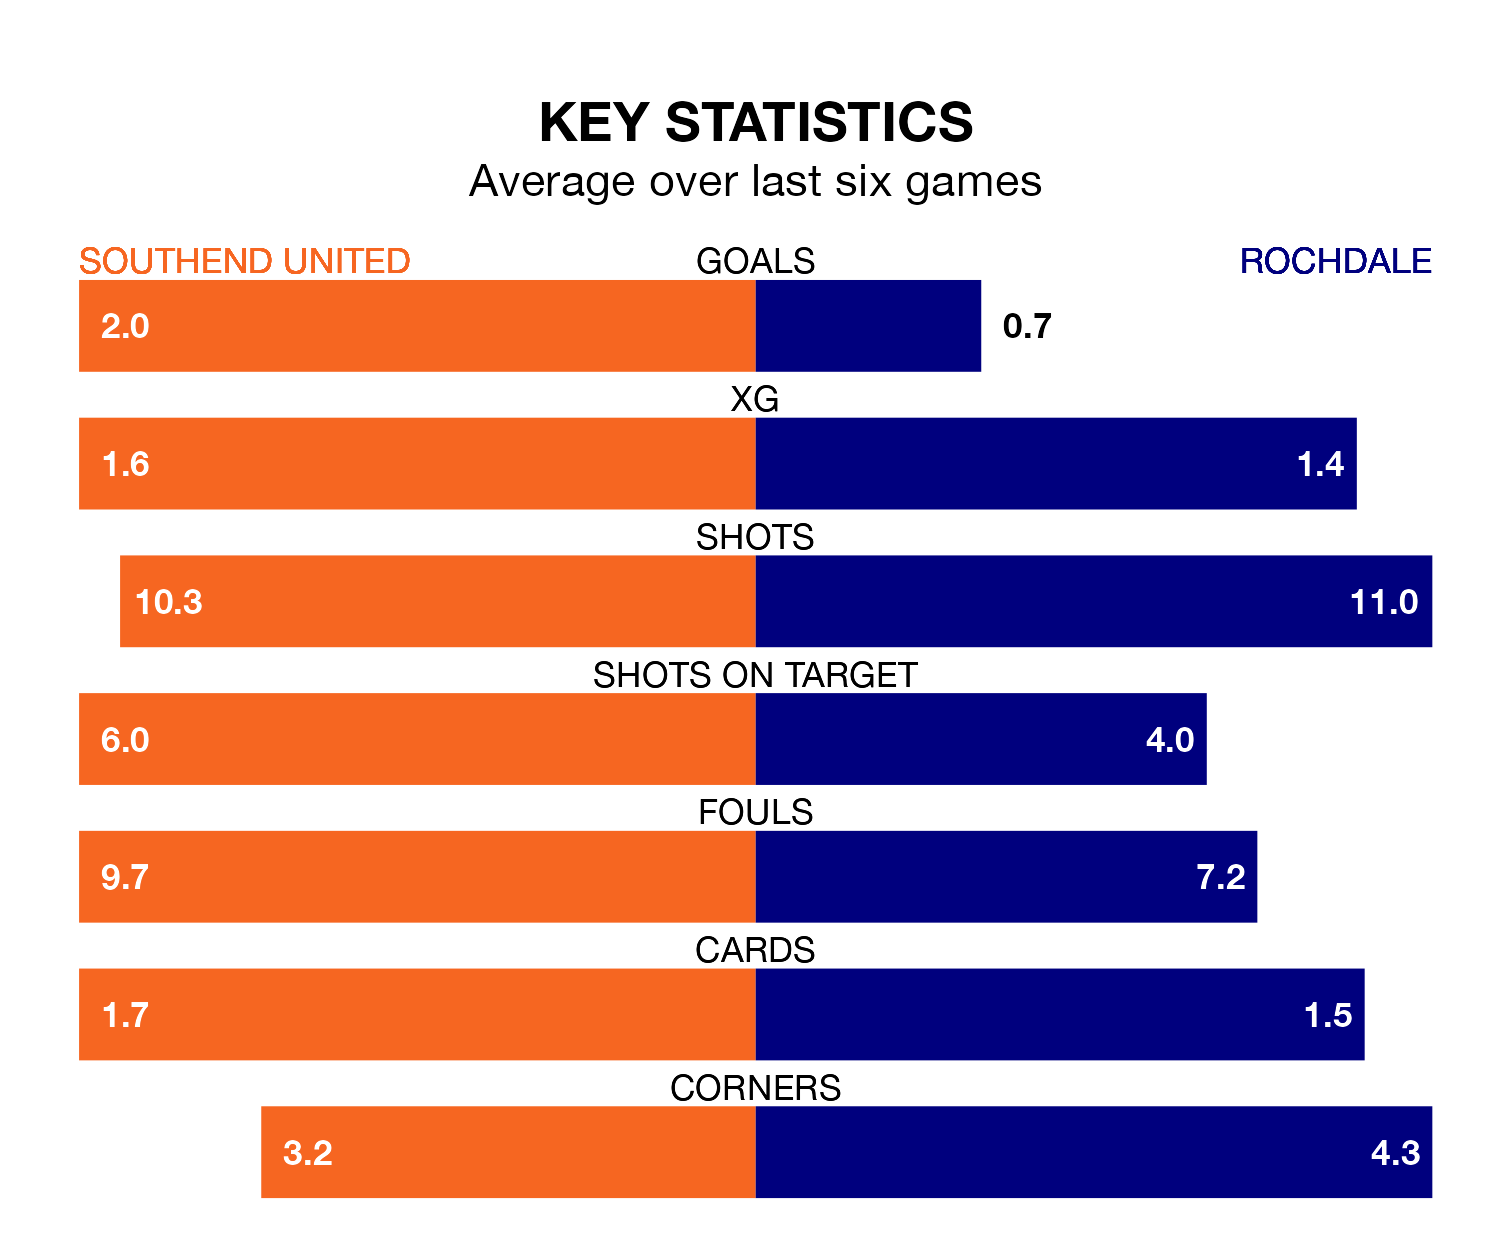 KEY STATISTICS
Average over last six games
SOUTHEND UNITED GOALS ROCHDALE
2.0 0.7
XG
1.6 1.4
SHOTS
10.3 11.0
SHOTS ON TARGET
6.0 4.0
FOULS
9.7 7.2
CARDS
1.7 1.5
CORNERS
3.2 4.3